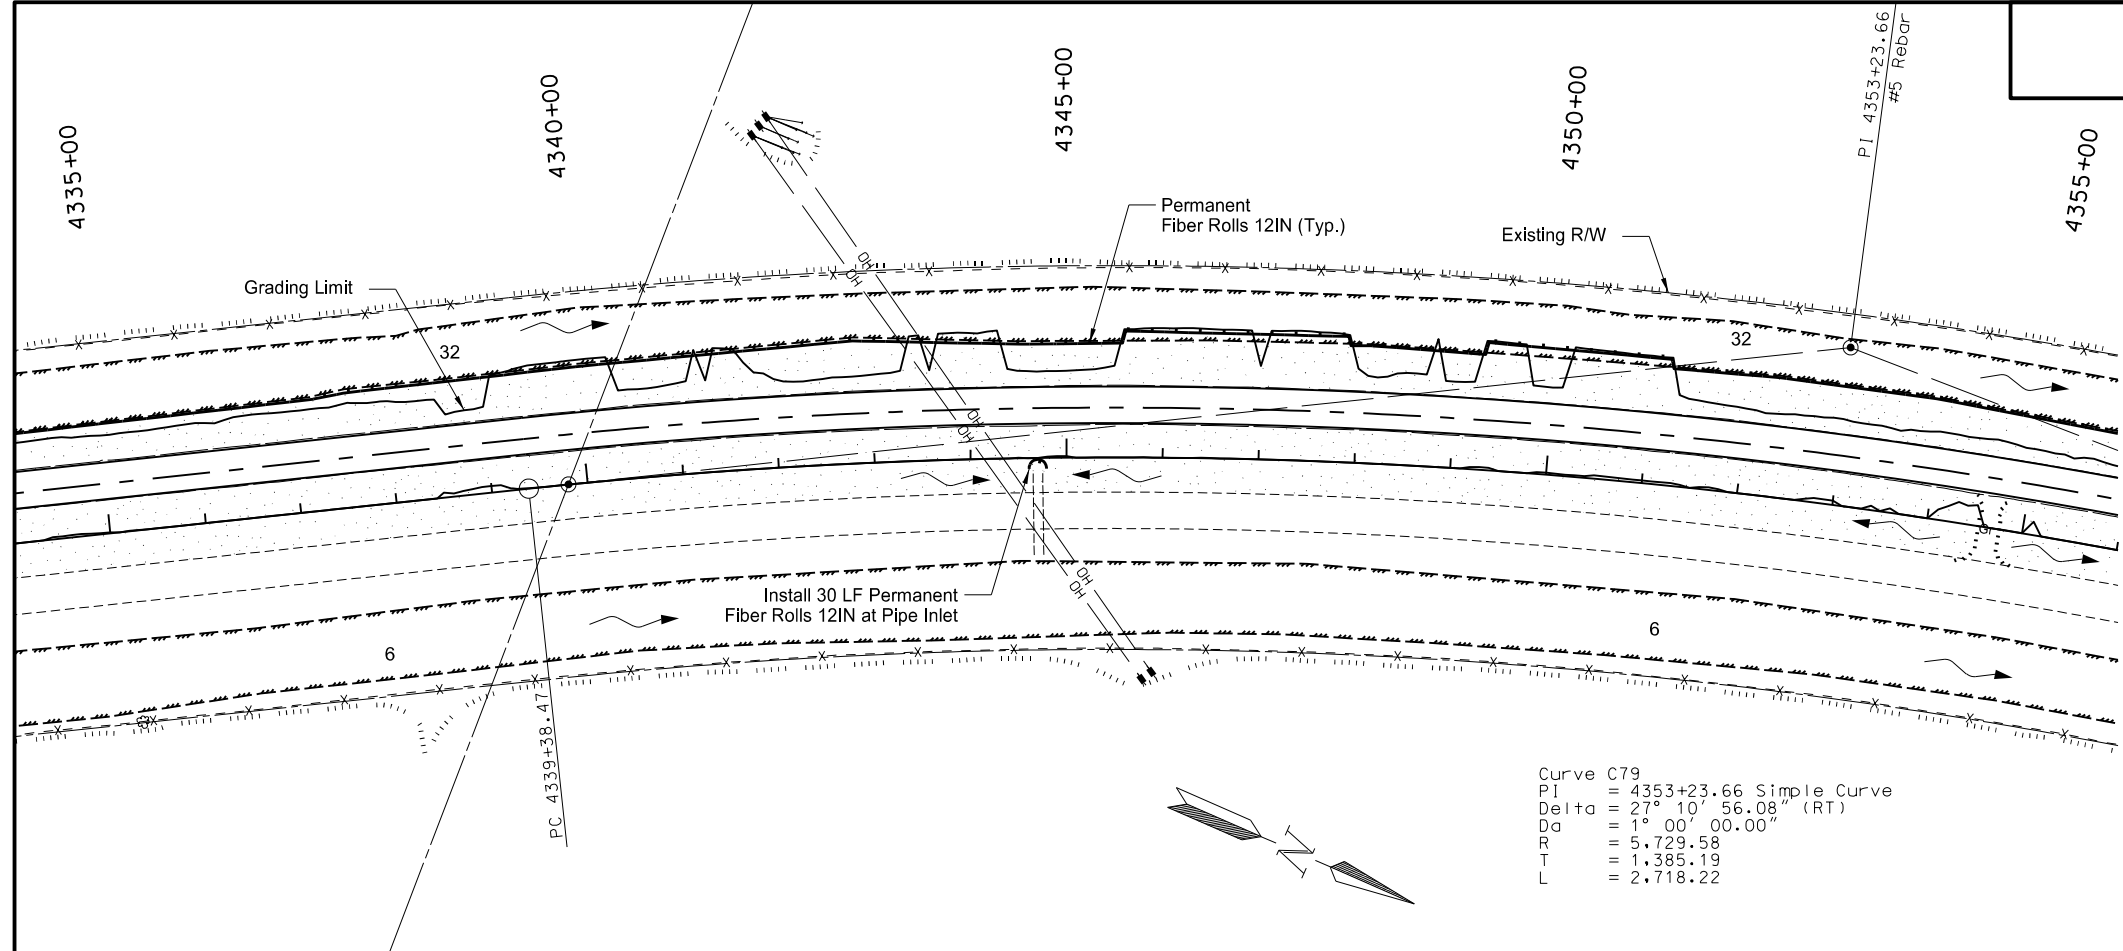 4335+00
4340+00
4345+00
4350+00
4355+00
PI 4353+23.66
#5 Rebar
Permanent
Fiber Rolls 12IN (Typ.)
Existing R/W
Grading Limit
32
32
OH
OH
OH
OH
OH
OH
Install 30 LF Permanent
Fiber Rolls 12IN at Pipe Inlet
6
6
PC 4339+38.47
N
Curve C79
PI = 4353+23.66 Simple Curve
Delta = 27° 10' 56.08" (RT)
Da = 1° 00' 00.00"
R = 5,729.58
T = 1,385.19
L = 2,718.22